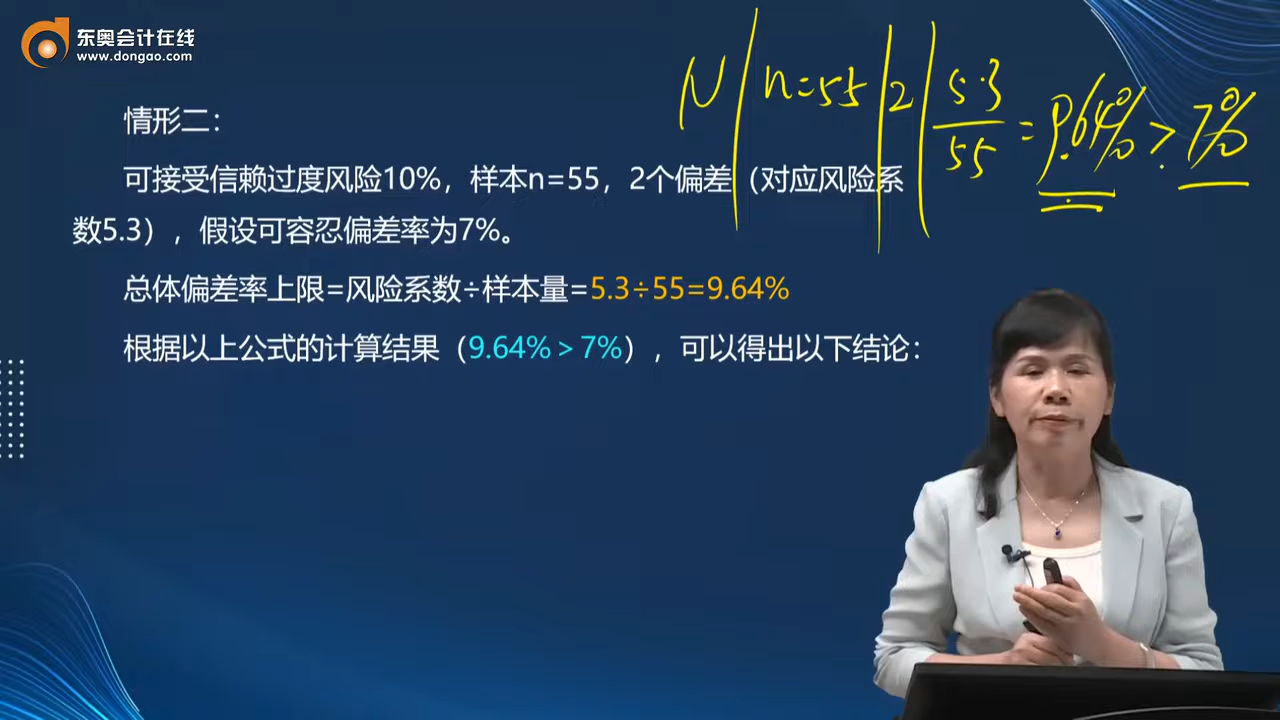 东奥会计在线
www.dongao.com
N n=55 2 5.3/55=9.64%>7%
情形二：
可接受信赖过度风险10%，样本n=55，2个偏差（对应风险系
数5.3），假设可容忍偏差率为7%。
总体偏差率上限=风险系数÷样本量=5.3÷55=9.64%
根据以上公式的计算结果（9.64%＞7%），可以得出以下结论：